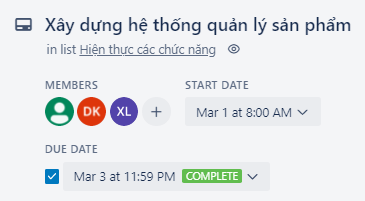 Xây dựng hệ thống quản lý sản phẩm
in list Hiện thực các chức năng
MEMBERS
START DATE
DK XL +
Mar 1 at 8:00 AM
DUE DATE
Mar 3 at 11:59 PM COMPLETE